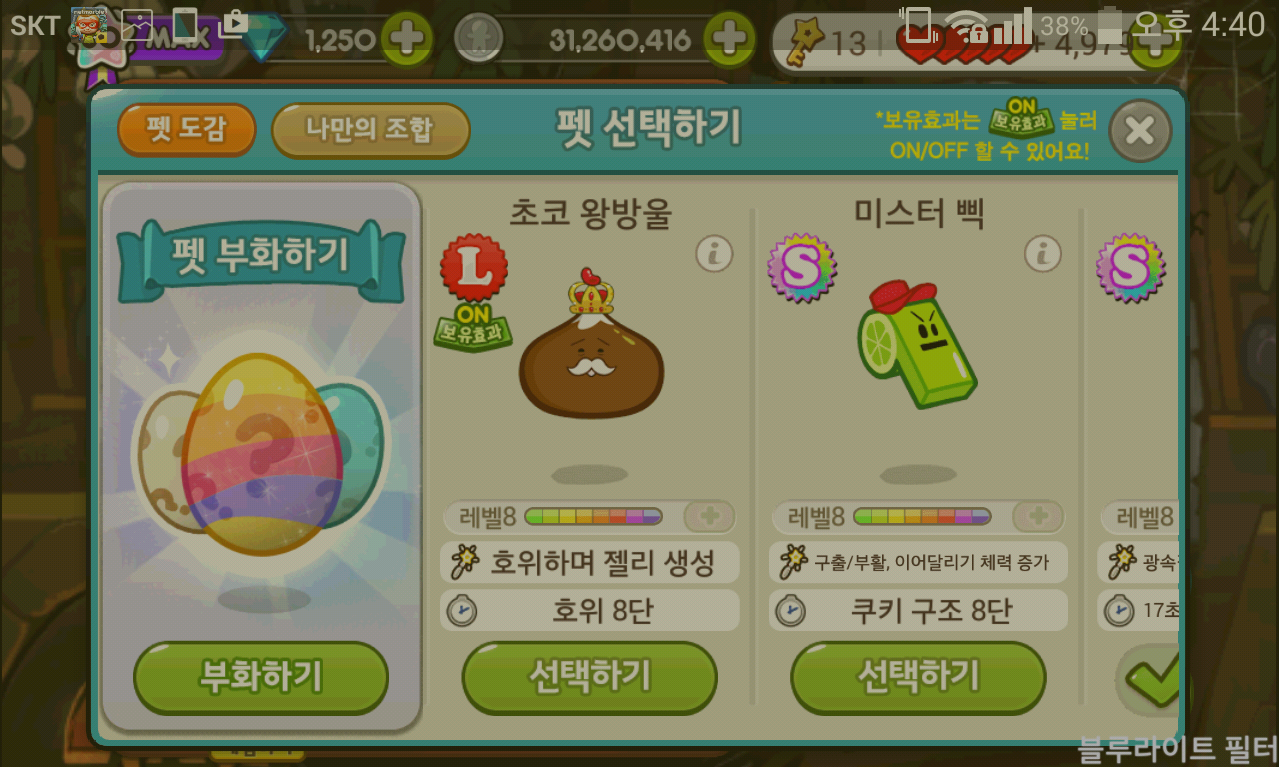 SKT 38% 오후 4:40
MAX 1,250 31,260,416 13 + 4,979
펫 도감
나만의 조합
펫 선택하기
*보유효과는 ON 보유효과 눌러
ON/OFF 할 수 있어요!
펫 부화하기
부화하기
초코 왕방울
L
ON
보유효과
레벨8
호위하며 젤리 생성
호위 8단
선택하기
미스터 삑
S
레벨8
구출/부활, 이어달리기 체력 증가
쿠키 구조 8단
선택하기
S
레벨8
광속
17초
블루라이트 필터